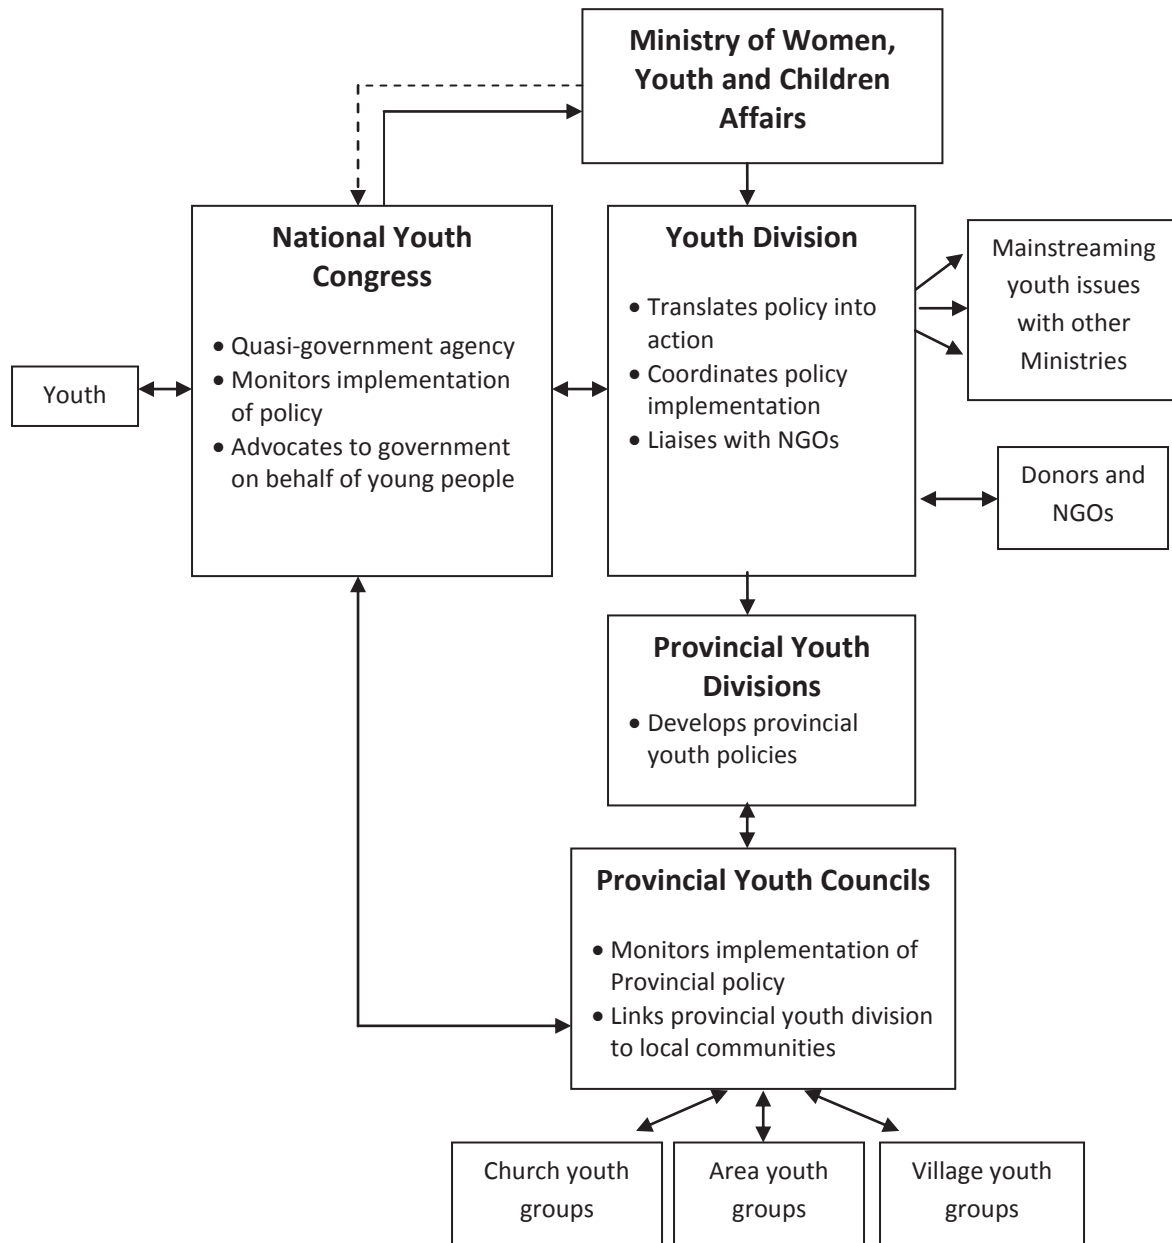 Ministry of Women,
Youth and Children
Affairs
National Youth
Congress
• Quasi-government agency
• Monitors implementation
of policy
• Advocates to government
on behalf of young people
Youth Division
• Translates policy into
action
• Coordinates policy
implementation
• Liaises with NGOs
Mainstreaming
youth issues
with other
Ministries
Youth
Donors and
NGOs
Provincial Youth
Divisions
• Develops provincial
youth policies
Provincial Youth Councils
• Monitors implementation of
Provincial policy
• Links provincial youth division
to local communities
Church youth
groups
Area youth
groups
Village youth
groups